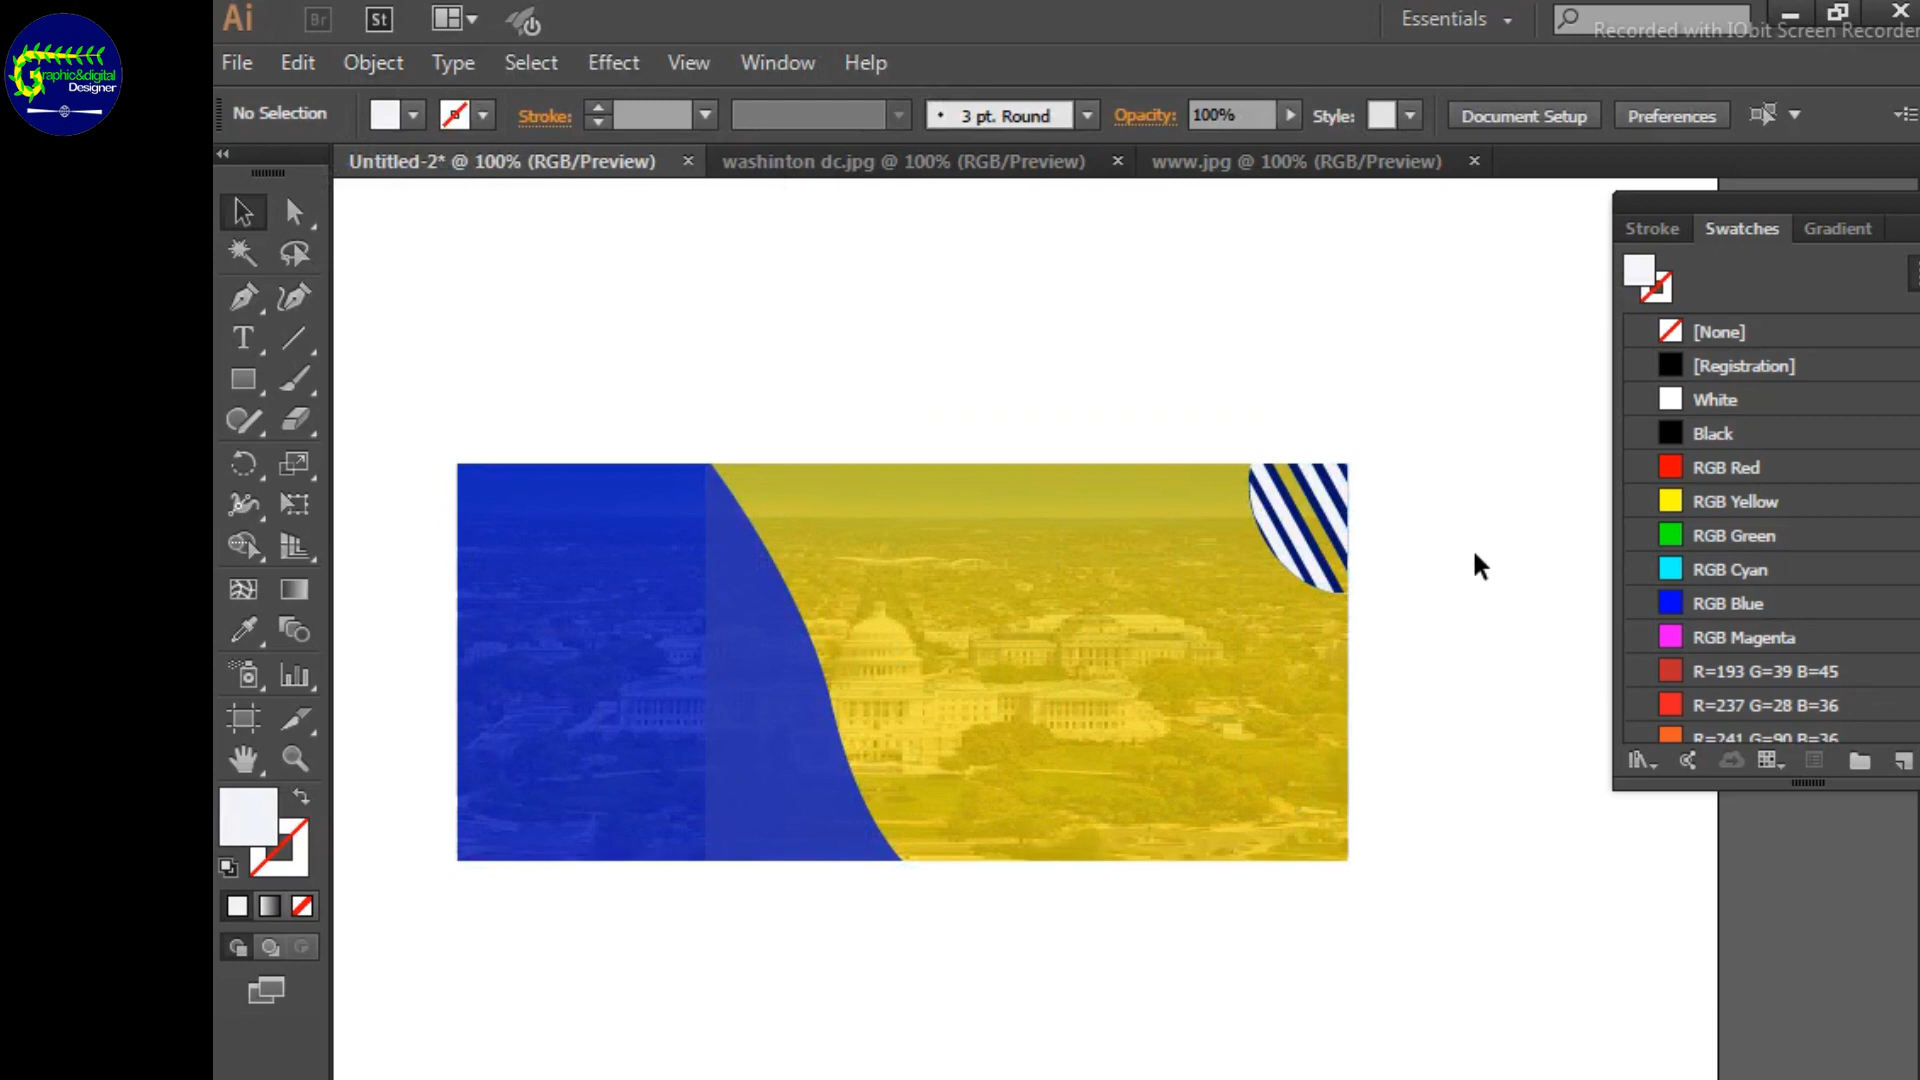 Graphic&digital
Designer
Ai
Br
St
Essentials
Recorded with IObit Screen Recorder
File
Edit
Object
Type
Select
Effect
View
Window
Help
No Selection
Stroke:
3 pt. Round
Opacity:
100%
Style:
Document Setup
Preferences
Untitled-2* @ 100% (RGB/Preview)
washinton dc.jpg @ 100% (RGB/Preview)
www.jpg @ 100% (RGB/Preview)
Stroke
Swatches
Gradient
[None]
[Registration]
White
Black
RGB Red
RGB Yellow
RGB Green
RGB Cyan
RGB Blue
RGB Magenta
R=193 G=39 B=45
R=237 G=28 B=36
R=241 G=90 B=36